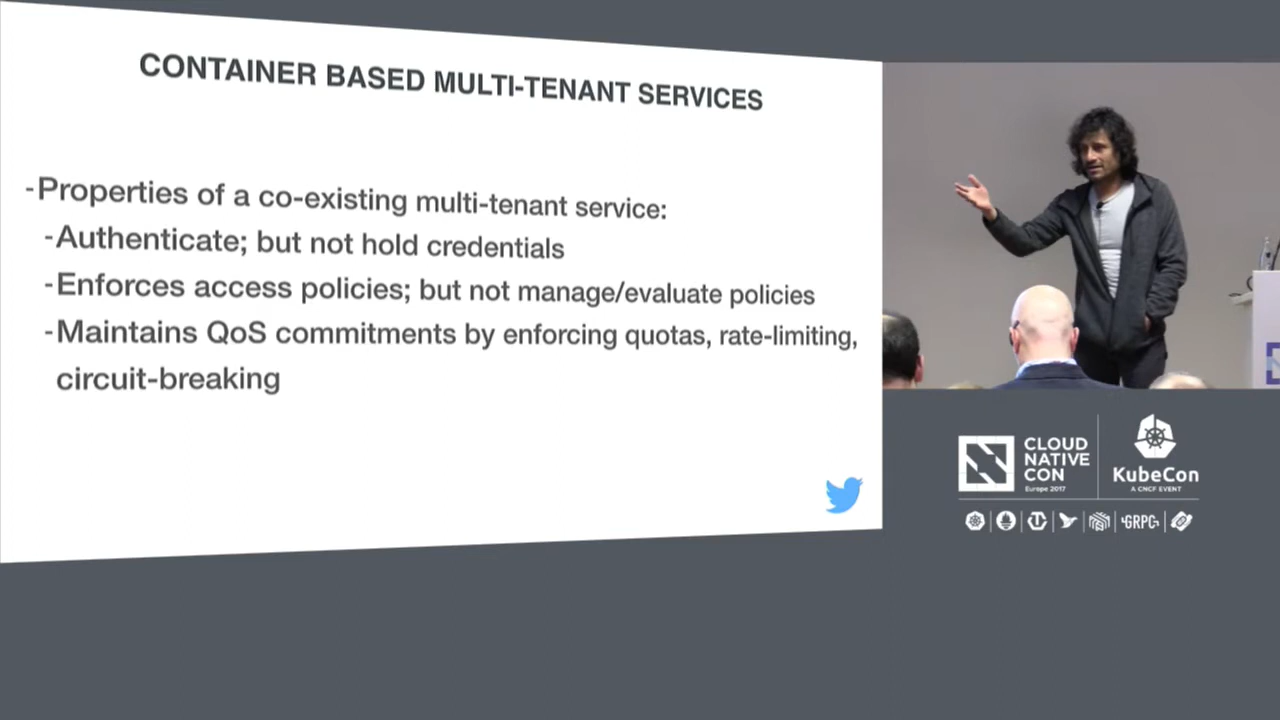 CONTAINER BASED MULTI-TENANT SERVICES
-Properties of a co-existing multi-tenant service:
-Authenticate; but not hold credentials
-Enforces access policies; but not manage/evaluate policies
-Maintains QoS commitments by enforcing quotas, rate-limiting,
circuit-breaking
CLOUD
NATIVE
CON
Europe 2017
KubeCon
A CNCF EVENT
GRPC